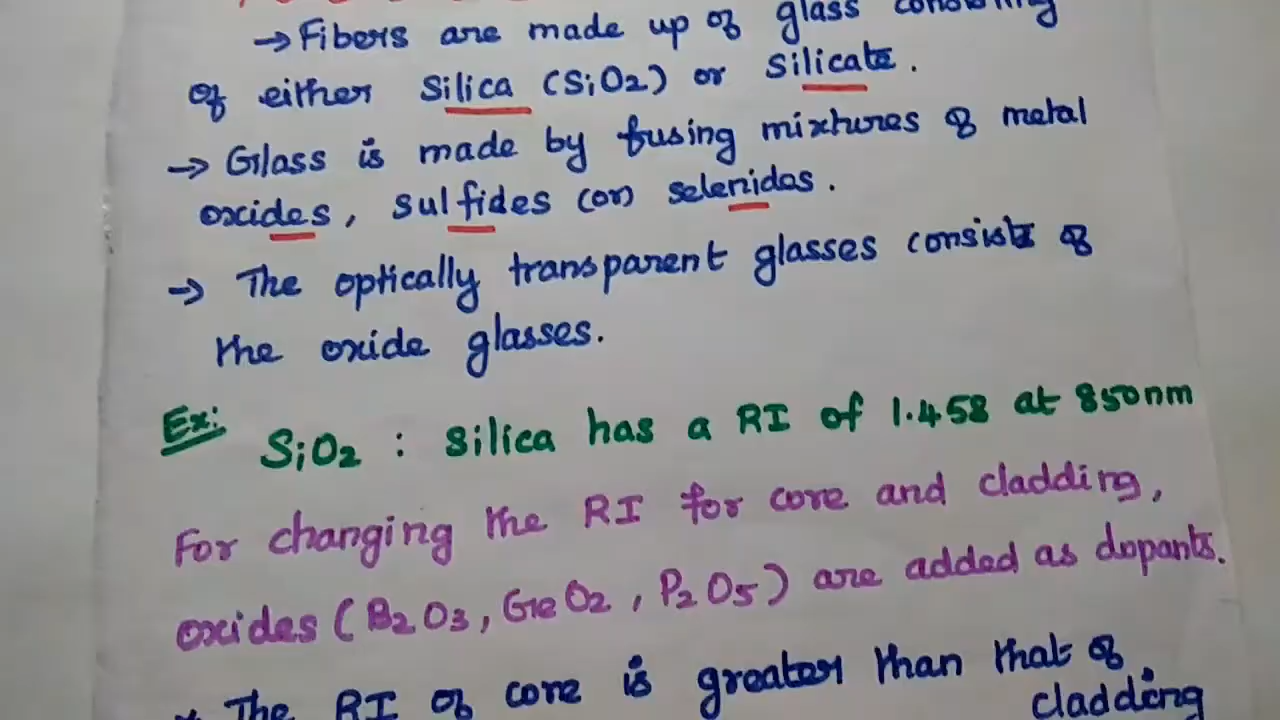 → Fibers are made up of glass consisting
of either Silica (SiO2) or Silicate.
→ Glass is made by fusing mixtures of metal
oxides, sulfides (or) selenides.
→ The optically transparent glasses consists of
the oxide glasses.
Ex: SiO2 : Silica has a RI of 1.458 at 850nm
For changing the RI for core and cladding,
oxides (B2O3, GeO2, P2O5) are added as dopants.
* The RI of core is greater than that of
cladding